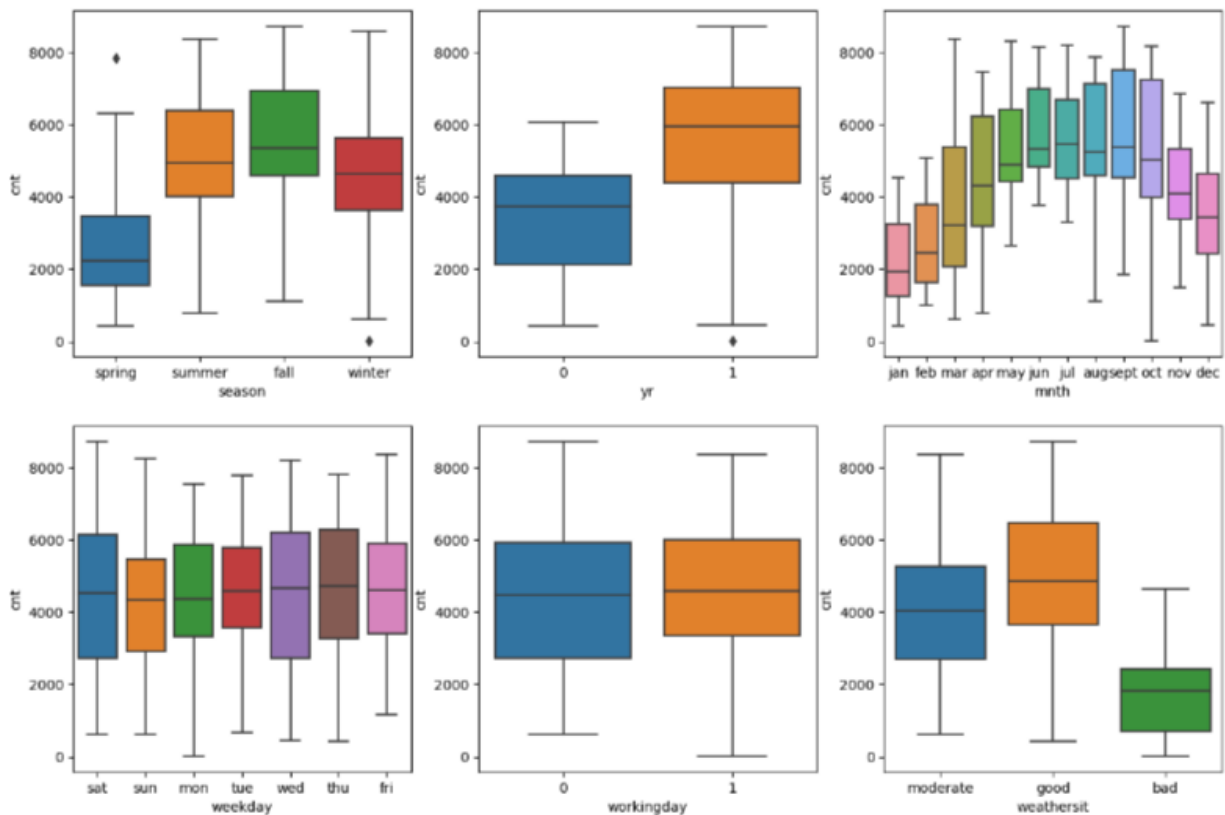 8000
6000
4000
2000
0
cnt
spring summer fall winter
season
8000
6000
4000
2000
0
cnt
0 1
yr
8000
6000
4000
2000
0
cnt
jan feb mar apr may jun jul aug sept oct nov dec
mnth
8000
6000
4000
2000
0
cnt
sat sun mon tue wed thu fri
weekday
8000
6000
4000
2000
0
cnt
0 1
workingday
8000
6000
4000
2000
0
cnt
moderate good bad
weathersit